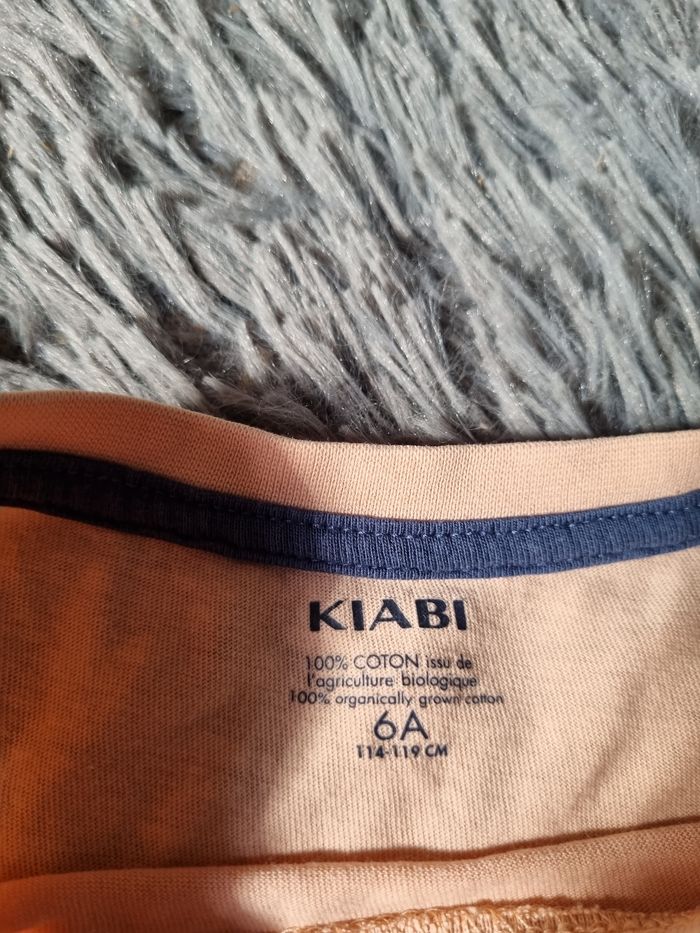 KIABI
100% COTON issu de
l'agriculture biologique
100% organically grown cotton
6A
114-119 CM